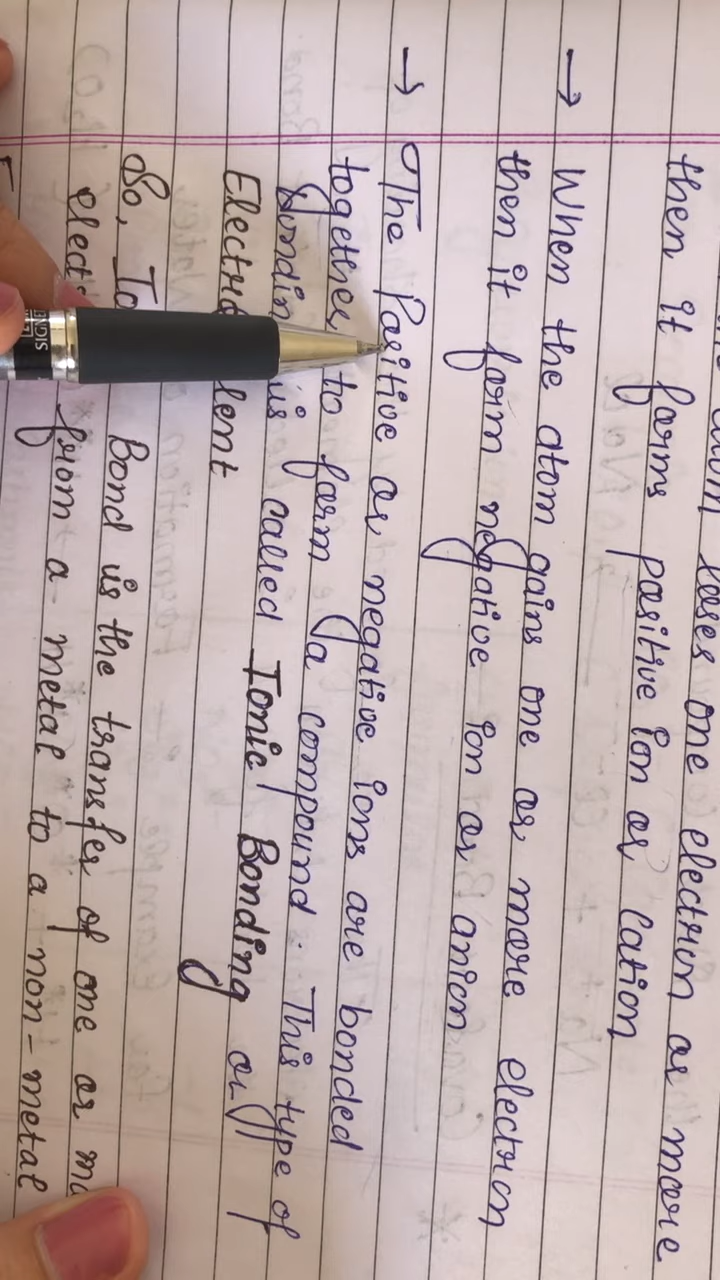 loses one electron or more
then it forms positive ion or cation
→ When the atom gains one or more electron
then it form negative ion or anion
→ The Positive or negative ions are bonded
together to form a compound. This type of
is called Ionic Bonding or
So, Bond is the transfer of one or
from a metal to a non-metal